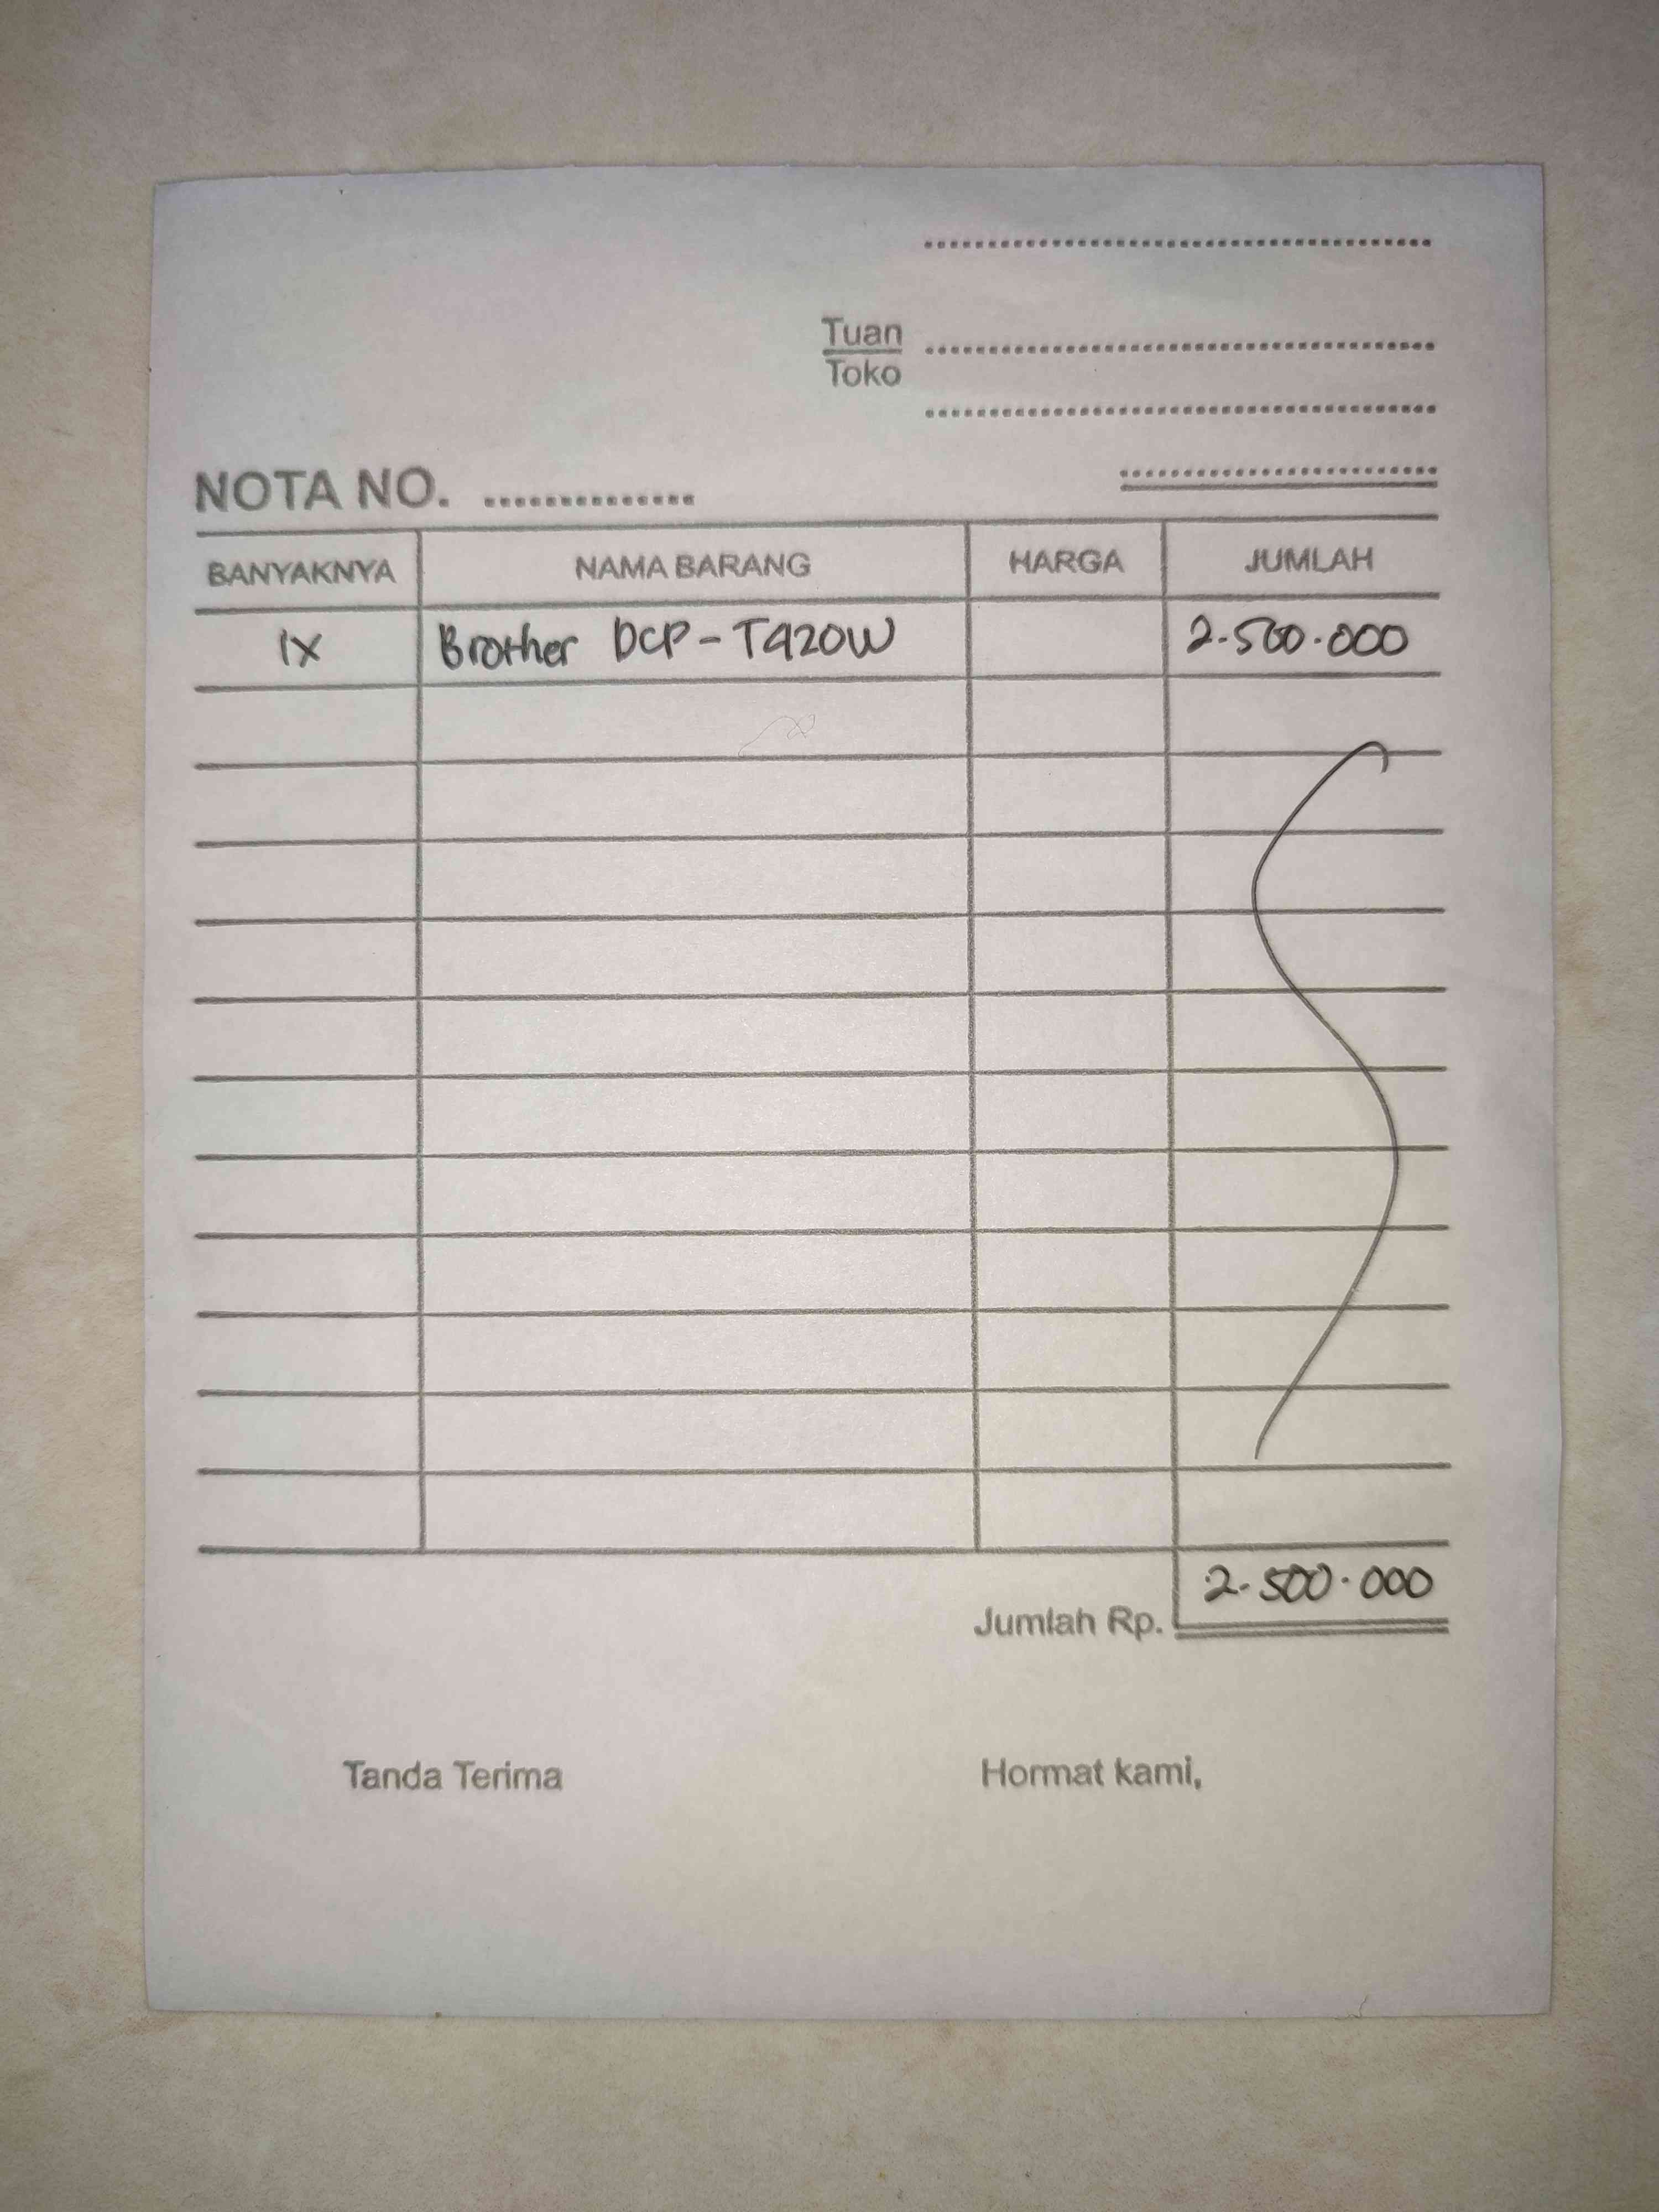 Tuan
Toko
NOTA NO.
BANYAKNYA NAMA BARANG HARGA JUMLAH
1X Brother DCP-T420W 2.500.000
Jumlah Rp. 2.500.000
Tanda Terima Hormat kami,